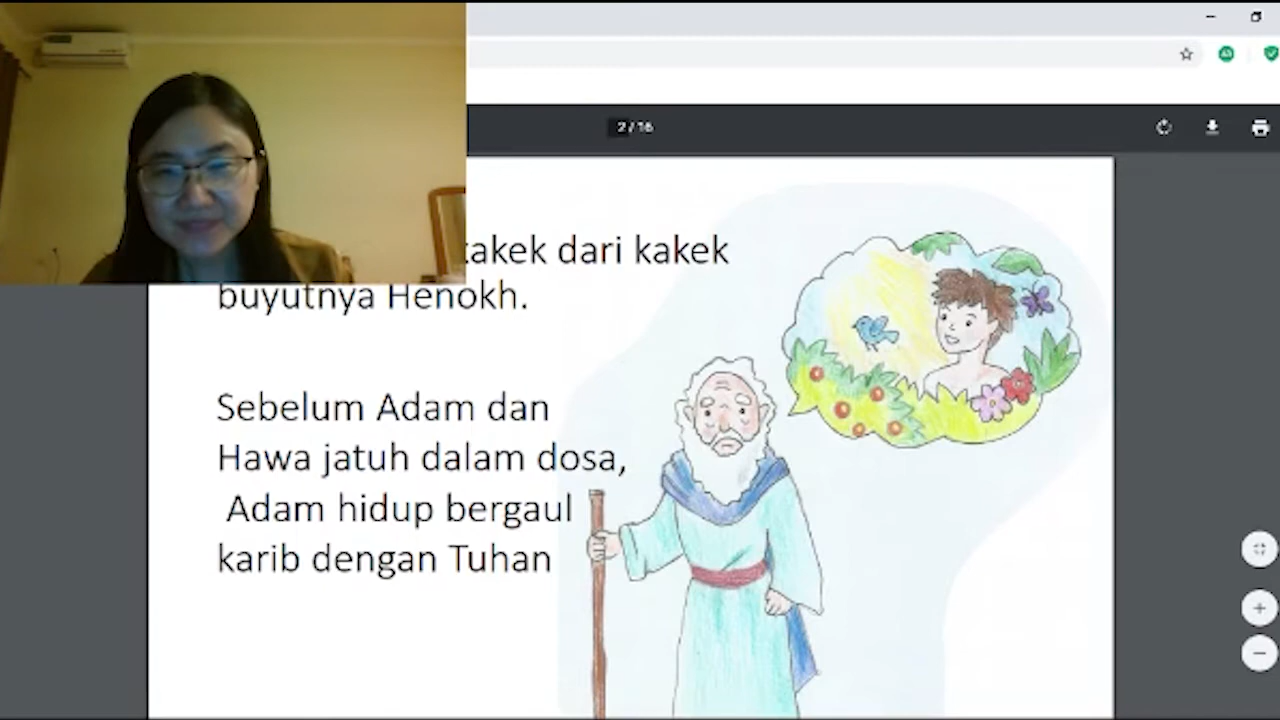 2 / 16
dari kakek
buyutnya Henokh.
Sebelum Adam dan
Hawa jatuh dalam dosa,
Adam hidup bergaul
karib dengan Tuhan